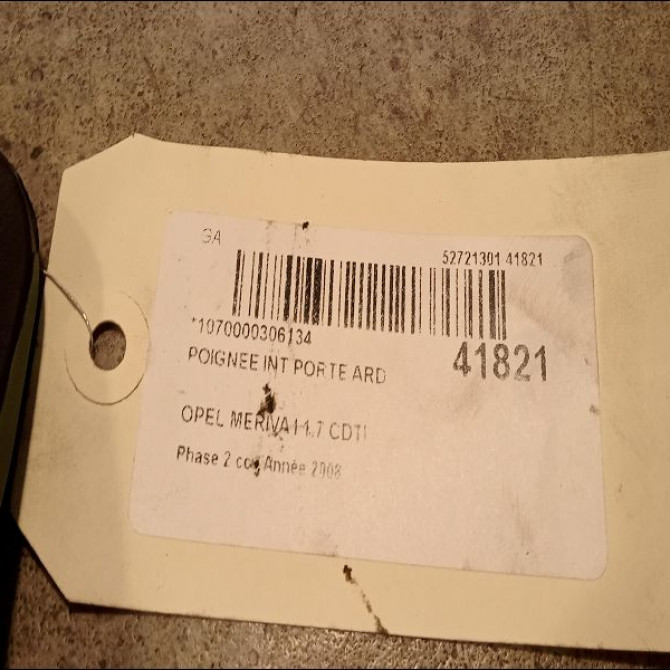 GA
52721301 41821
*1070000306134
41821
POIGNEE INT PORTE ARD
OPEL MERIVA I 1.7 CDTI
Phase 2 Année 2008